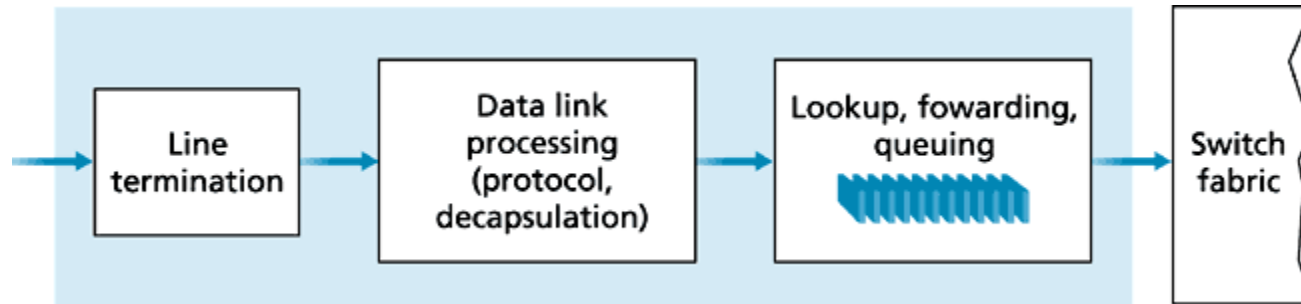 Line
termination
Data link
processing
(protocol,
decapsulation)
Lookup, fowarding,
queuing
Switch
fabric